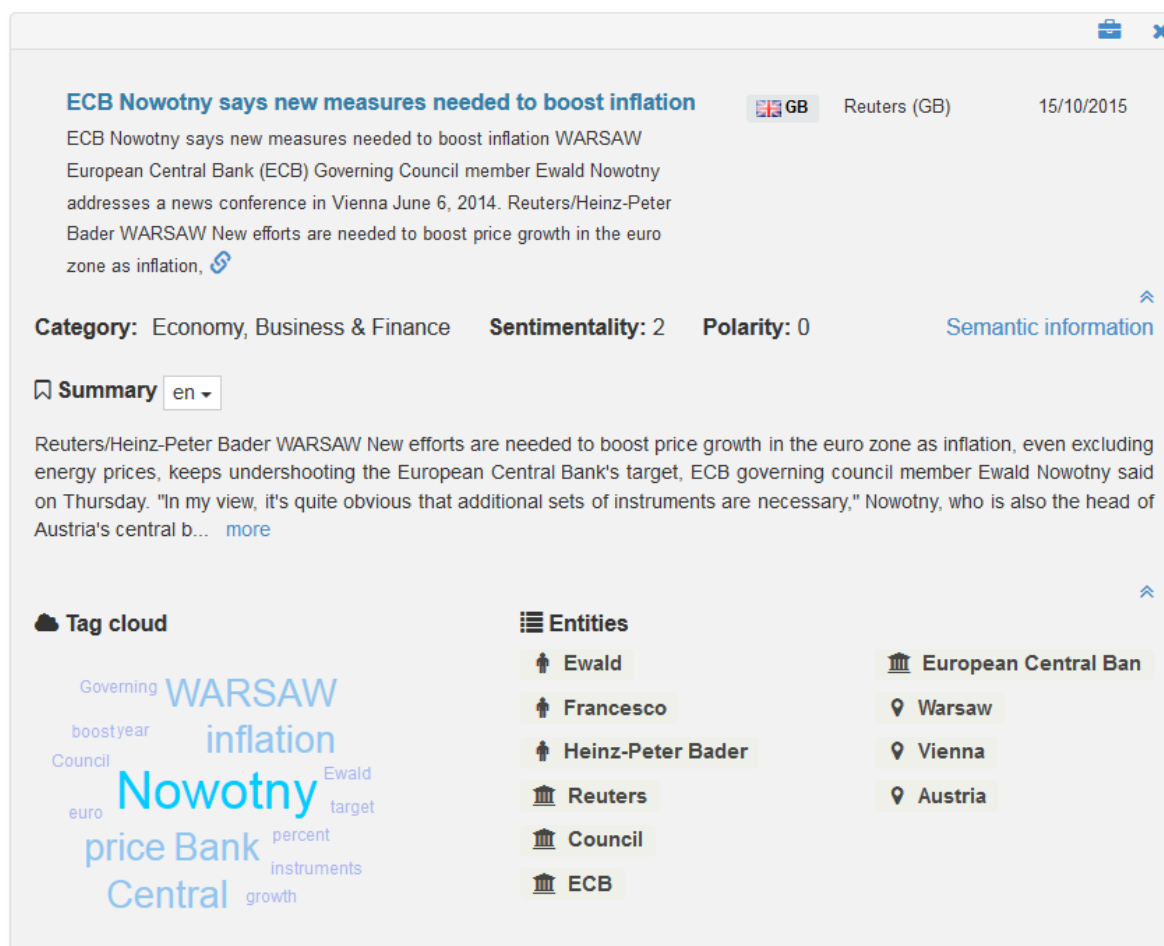 ECB Nowotny says new measures needed to boost inflation
GB
Reuters (GB)
15/10/2015
ECB Nowotny says new measures needed to boost inflation WARSAW
European Central Bank (ECB) Governing Council member Ewald Nowotny
addresses a news conference in Vienna June 6, 2014. Reuters/Heinz-Peter
Bader WARSAW New efforts are needed to boost price growth in the euro
zone as inflation,
Category: Economy, Business & Finance
Sentimentality: 2
Polarity: 0
Semantic information
Summary
en
Reuters/Heinz-Peter Bader WARSAW New efforts are needed to boost price growth in the euro zone as inflation, even excluding
energy prices, keeps undershooting the European Central Bank's target, ECB governing council member Ewald Nowotny said
on Thursday. "In my view, it's quite obvious that additional sets of instruments are necessary," Nowotny, who is also the head of
Austria's central b... more
Tag cloud
Governing
WARSAW
boost
year
inflation
Council
Nowotny
Ewald
euro
target
price
Bank
percent
instruments
Central
growth
Entities
Ewald
Francesco
Heinz-Peter Bader
Reuters
Council
ECB
European Central Ban
Warsaw
Vienna
Austria